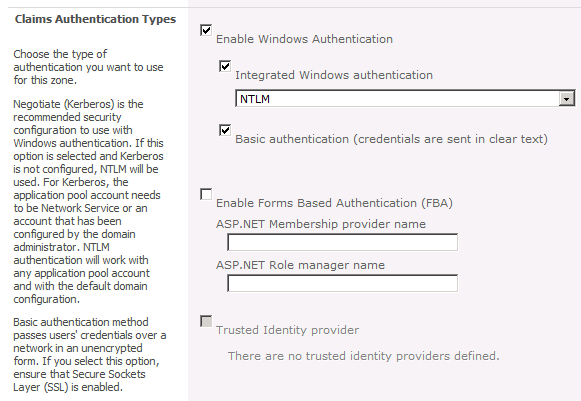 Claims Authentication Types
Choose the type of
authentication you want to use
for this zone.
Negotiate (Kerberos) is the
recommended security
configuration to use with
Windows authentication. If this
option is selected and Kerberos
is not configured, NTLM will be
used. For Kerberos, the
application pool account needs
to be Network Service or an
account that has been
configured by the domain
administrator. NTLM
authentication will work with
any application pool account
and with the default domain
configuration.
Basic authentication method
passes users' credentials over a
network in an unencrypted
form. If you select this option,
ensure that Secure Sockets
Layer (SSL) is enabled.
Enable Windows Authentication
Integrated Windows authentication
NTLM
Basic authentication (credentials are sent in clear text)
Enable Forms Based Authentication (FBA)
ASP.NET Membership provider name
ASP.NET Role manager name
Trusted Identity provider
There are no trusted identity providers defined.